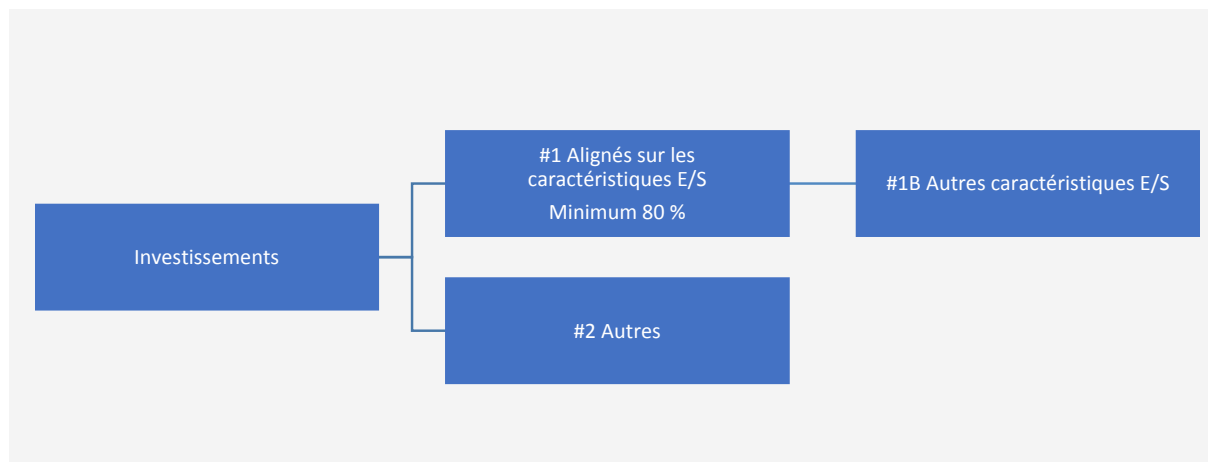 #1 Alignés sur les
caractéristiques E/S
Minimum 80 %
#1B Autres caractéristiques E/S
Investissements
#2 Autres